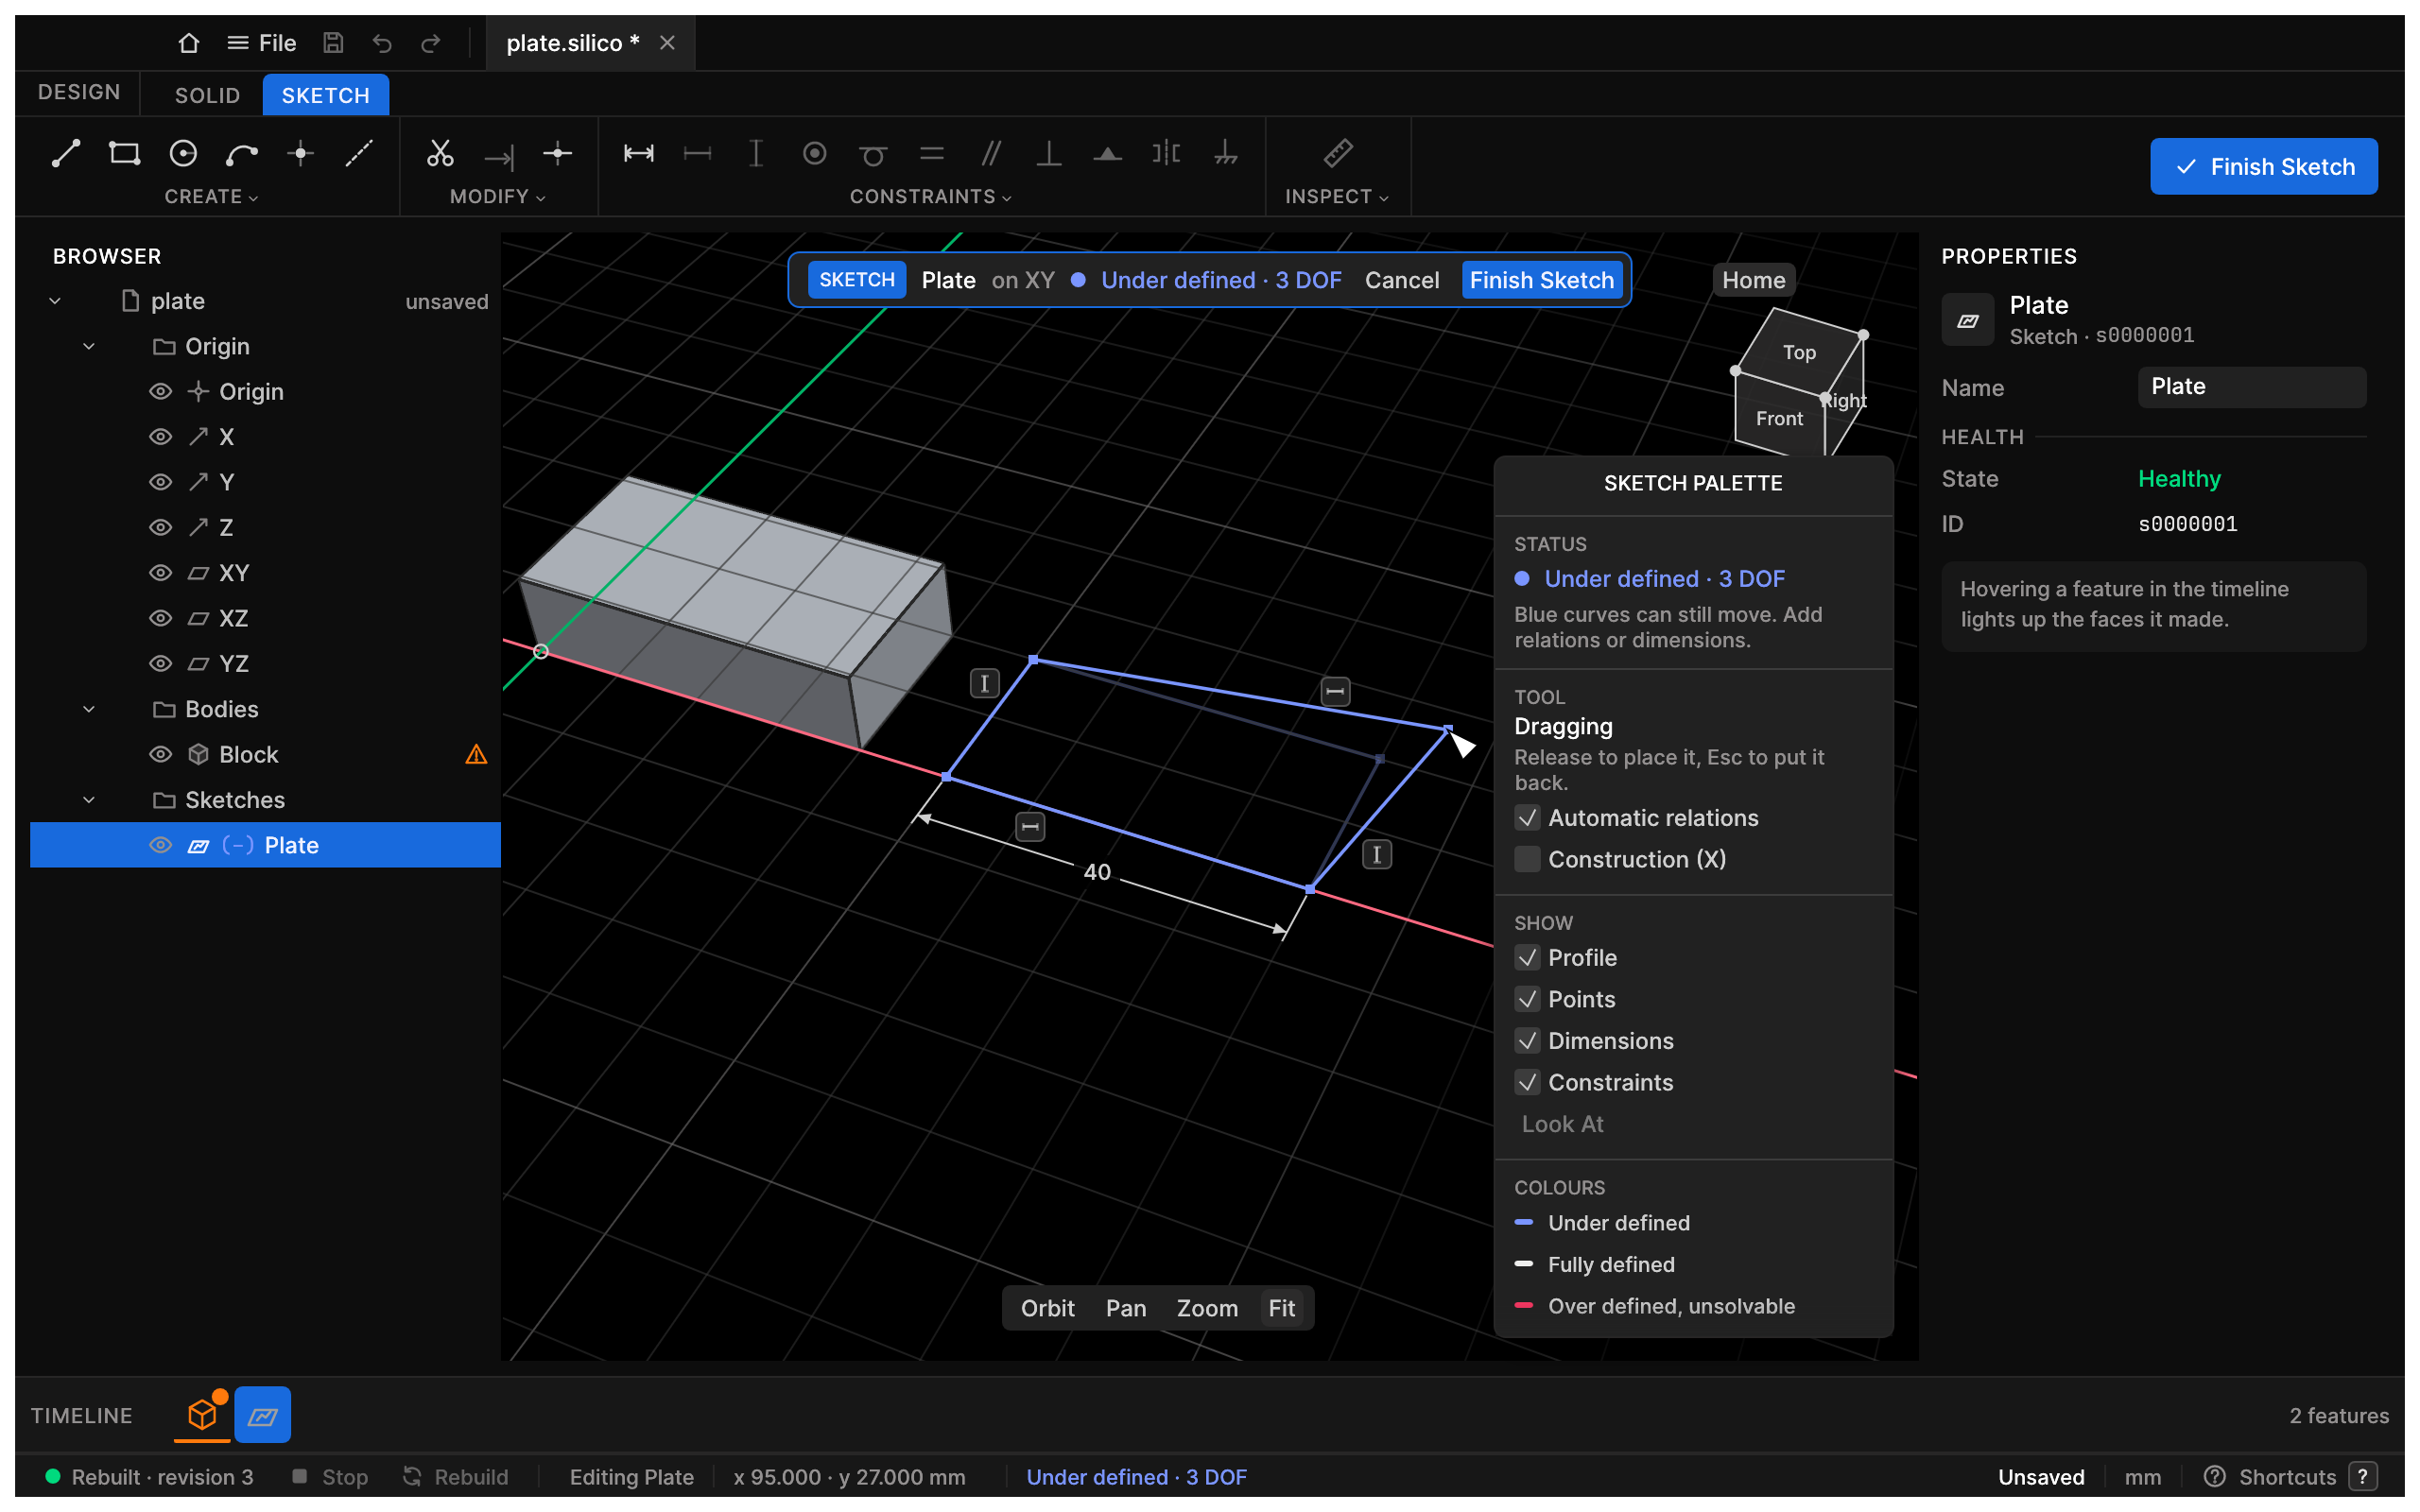 File
plate.silico *
DESIGN
SOLID
SKETCH
CREATE
MODIFY
CONSTRAINTS
INSPECT
Finish Sketch
BROWSER
plate
unsaved
Origin
Origin
X
Y
Z
XY
XZ
YZ
Bodies
Block
Sketches
(-) Plate
SKETCH Plate on XY Under defined · 3 DOF Cancel Finish Sketch
Home
Top
Front
Right
40
SKETCH PALETTE
STATUS
Under defined · 3 DOF
Blue curves can still move. Add
relations or dimensions.
TOOL
Dragging
Release to place it, Esc to put it
back.
Automatic relations
Construction (X)
SHOW
Profile
Points
Dimensions
Constraints
Look At
COLOURS
Under defined
Fully defined
Over defined, unsolvable
Orbit Pan Zoom Fit
PROPERTIES
Plate
Sketch · s0000001
Name Plate
HEALTH
State Healthy
ID s0000001
Hovering a feature in the timeline
lights up the faces it made.
TIMELINE
2 features
Rebuilt · revision 3
Stop
Rebuild
Editing Plate
x 95.000 · y 27.000 mm
Under defined · 3 DOF
Unsaved
mm
Shortcuts ?